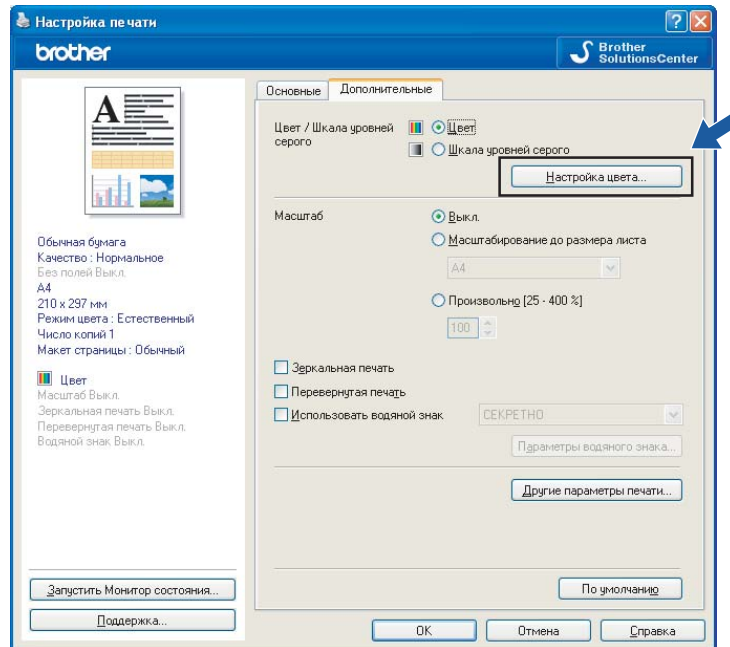 Настройка печати
brother
Brother
SolutionsCenter
A
Обычная бумага
Качество : Нормальное
Без полей Выкл.
A4
210 x 297 мм
Режим цвета : Естественный
Число копий 1
Макет страницы : Обычный
Цвет
Масштаб Выкл.
Зеркальная печать Выкл.
Перевернутая печать Выкл.
Водяной знак Выкл.
Запустить Монитор состояния...
Поддержка...
Основные
Дополнительные
Цвет / Шкала уровней
серого
Цвет
Шкала уровней серого
Настройка цвета...
Масштаб
Выкл.
Масштабирование до размера листа
A4
Произвольно [25 - 400 %]
100
Зеркальная печать
Перевернутая печать
Использовать водяной знак
СЕКРЕТНО
Параметры водяного знака...
Другие параметры печати...
По умолчанию
OK
Отмена
Справка